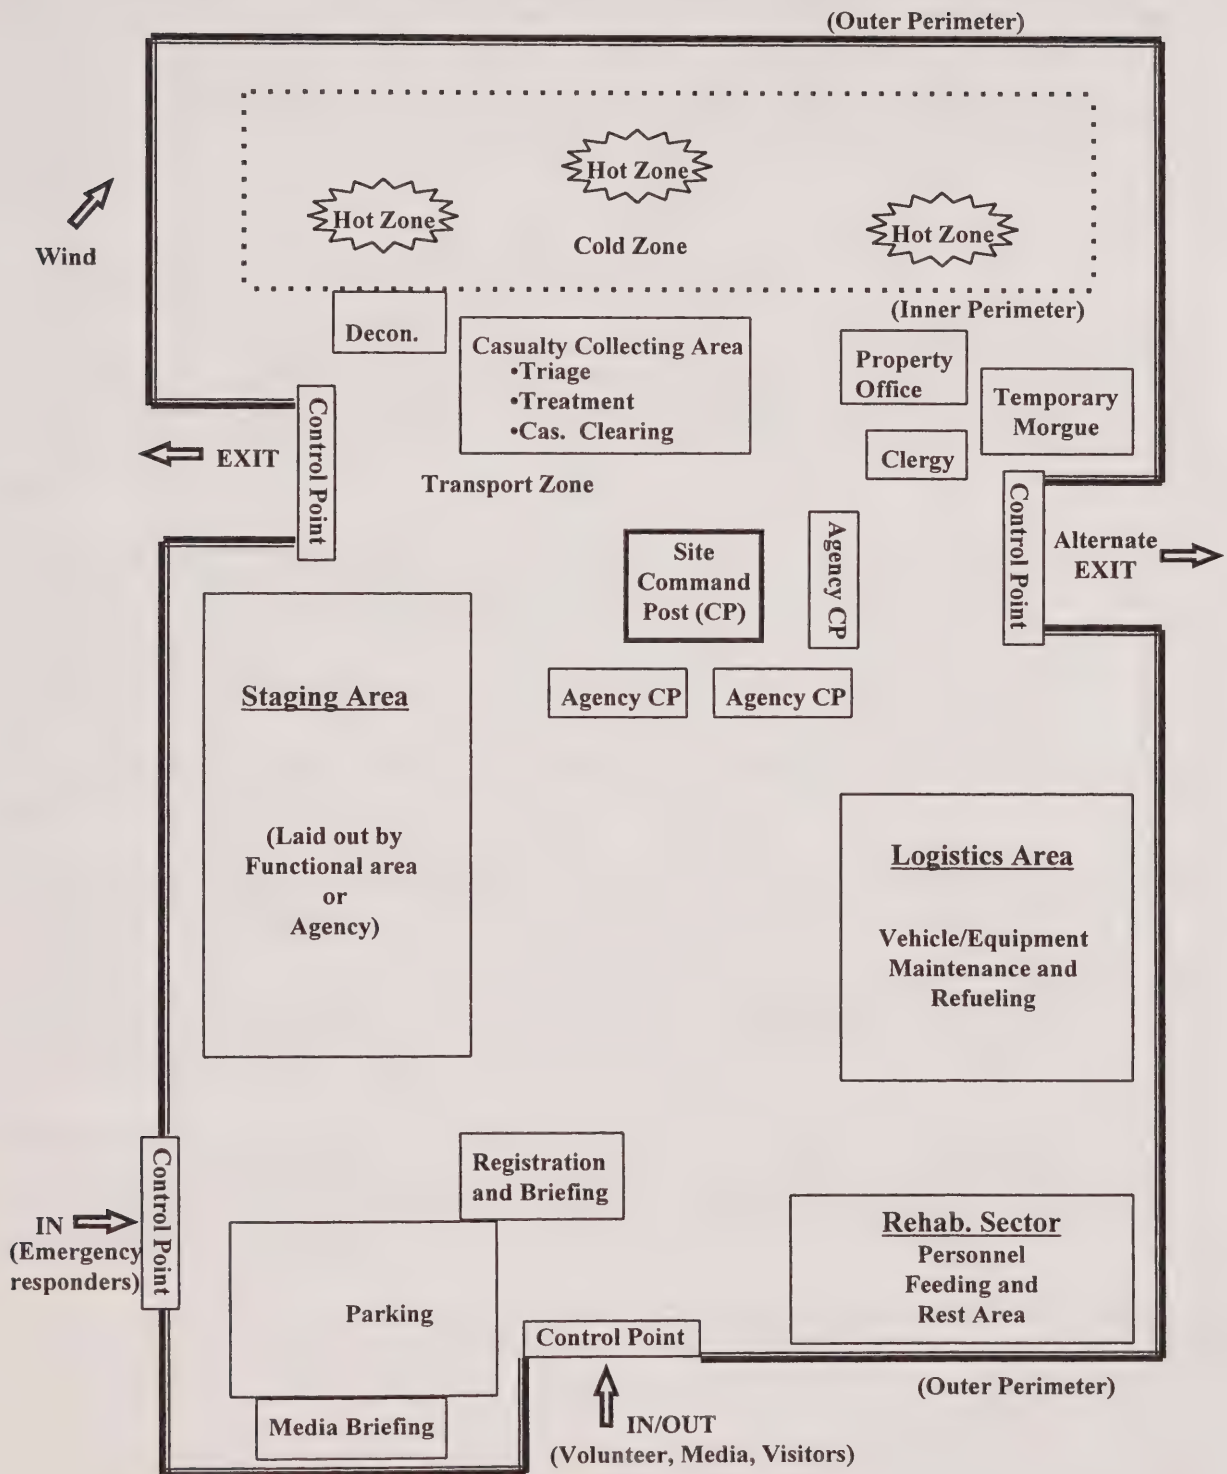 (Outer Perimeter)
Hot Zone
Hot Zone
Hot Zone
Cold Zone
Wind
(Inner Perimeter)
Decon.
Casualty Collecting Area
•Triage
•Treatment
•Cas. Clearing
Property
Office
Temporary
Morgue
Clergy
Control Point
EXIT
Transport Zone
Site
Command
Post (CP)
Agency CP
Control Point
Alternate
EXIT
Agency CP
Agency CP
Staging Area
(Laid out by
Functional area
or
Agency)
Logistics Area
Vehicle/Equipment
Maintenance and
Refueling
Control Point
IN
(Emergency
responders)
Registration
and Briefing
Parking
Rehab. Sector
Personnel
Feeding and
Rest Area
Control Point
(Outer Perimeter)
Media Briefing
IN/OUT
(Volunteer, Media, Visitors)